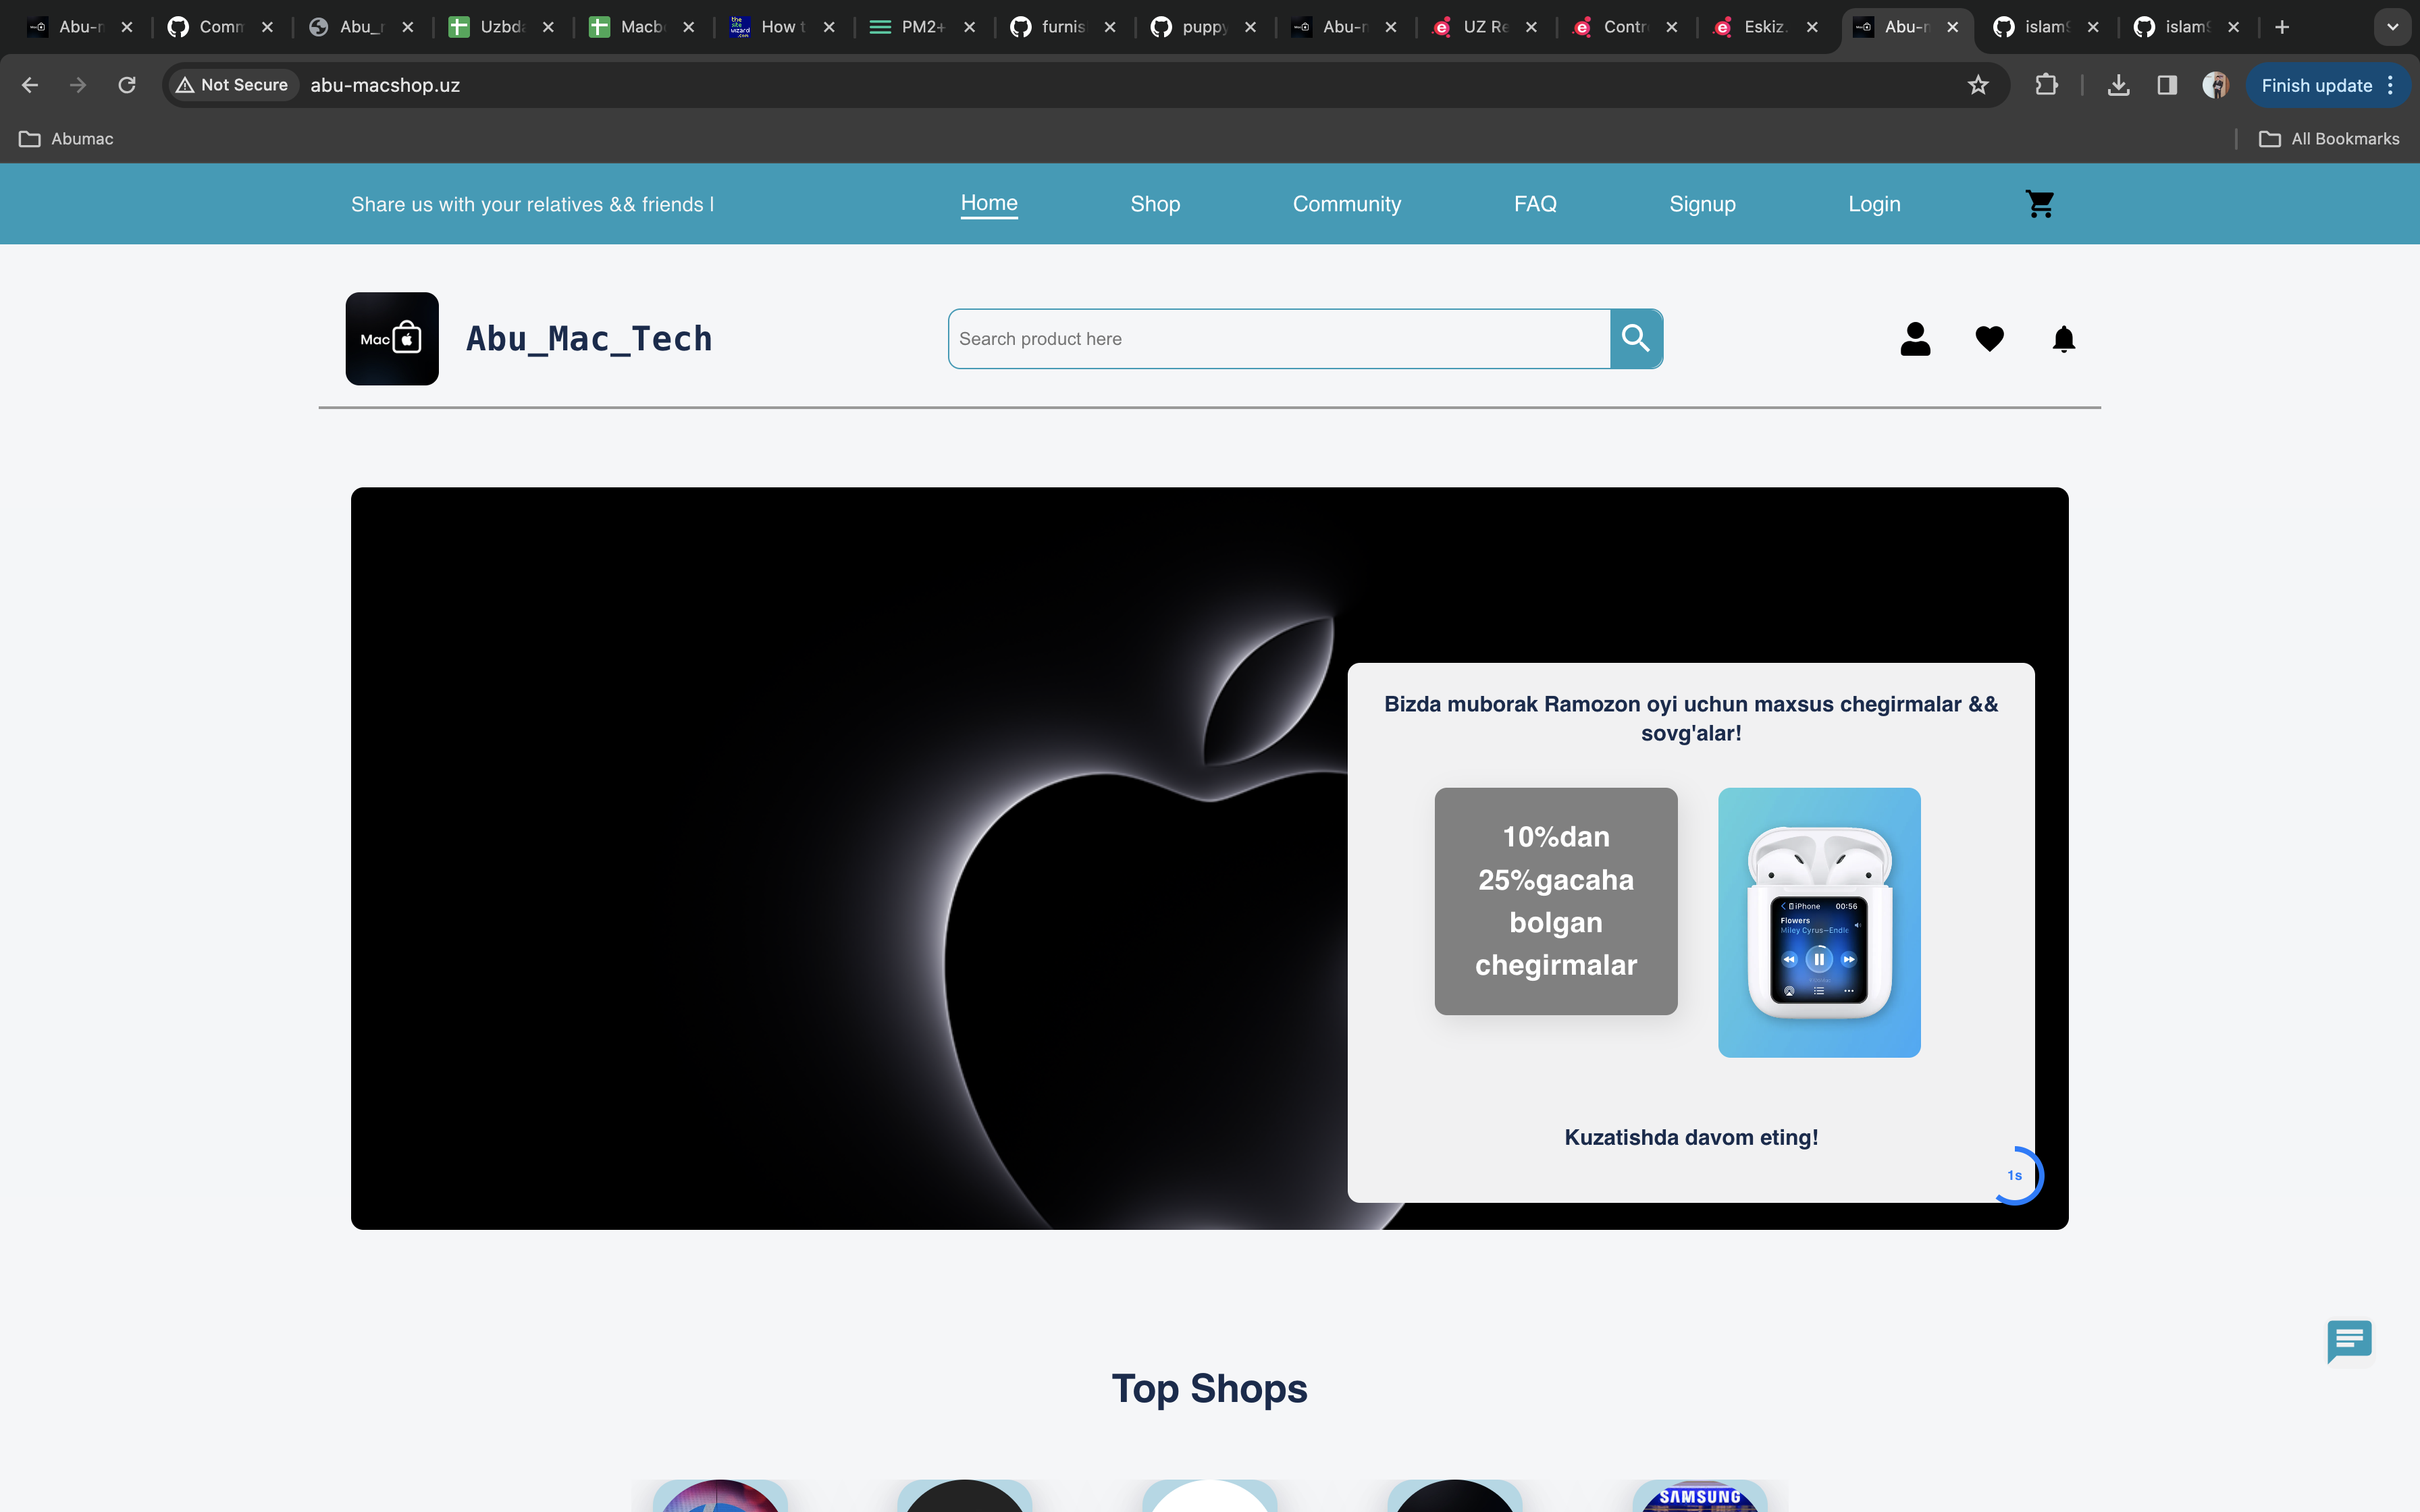 Abu-m
Comm
Abu_r
Uzbda
Macb
How t
PM2+
furnis
puppy
Abu-m
UZ Re
Contr
Eskiz.
Abu-m
islam
islam
Not Secure
abu-macshop.uz
Finish update
Abumac
All Bookmarks
Share us with your relatives && friends |
Home
Shop
Community
FAQ
Signup
Login
Mac
Abu_Mac_Tech
Search product here
Bizda muborak Ramozon oyi uchun maxsus chegirmalar &&
sovg'alar!
10%dan
25%gacaha
bolgan
chegirmalar
iPhone 00:56
Flowers
Miley Cyrus—Endle
Kuzatishda davom eting!
1s
Top Shops
SAMSUNG